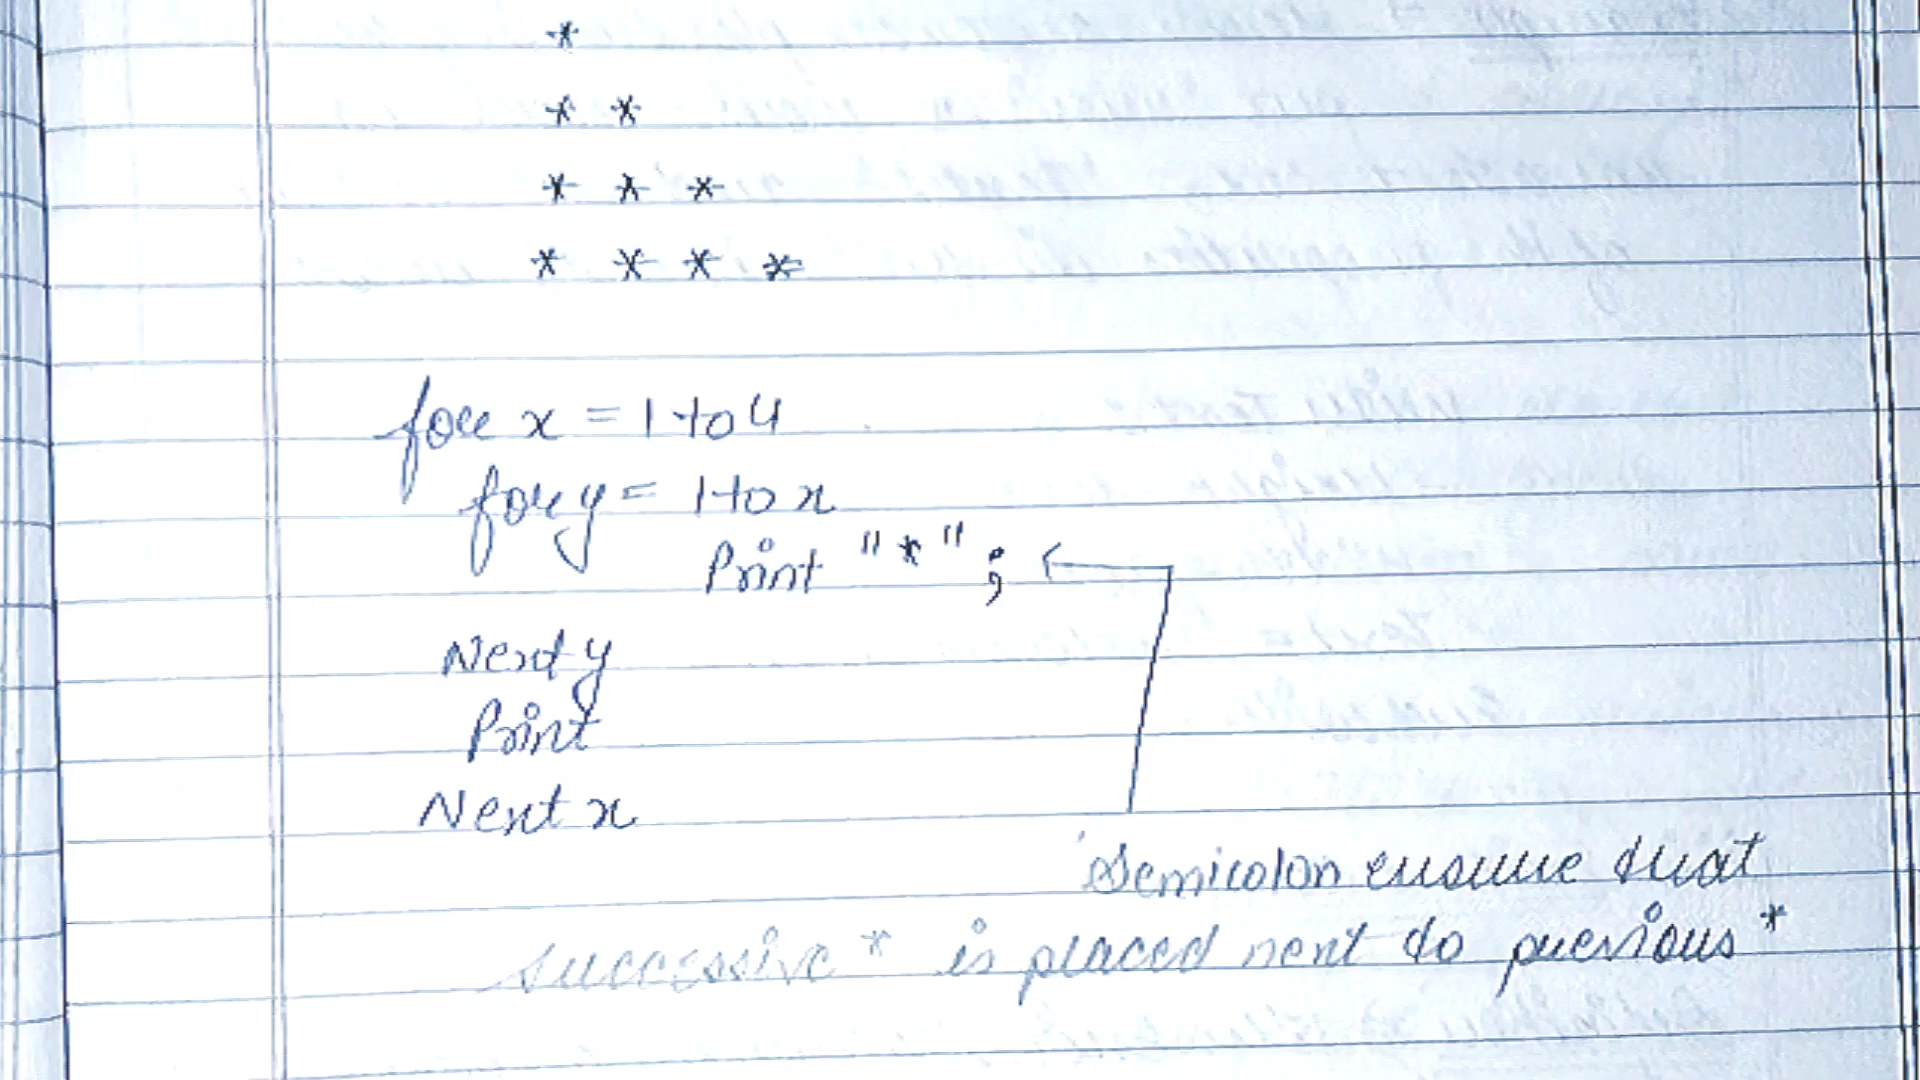 *
* *
* * *
* * * *
for x = 1 to 4
for y = 1 to x
Print "*" ;
Next y
Print
Next x
Semicolon ensure that
successive * is placed next to previous *